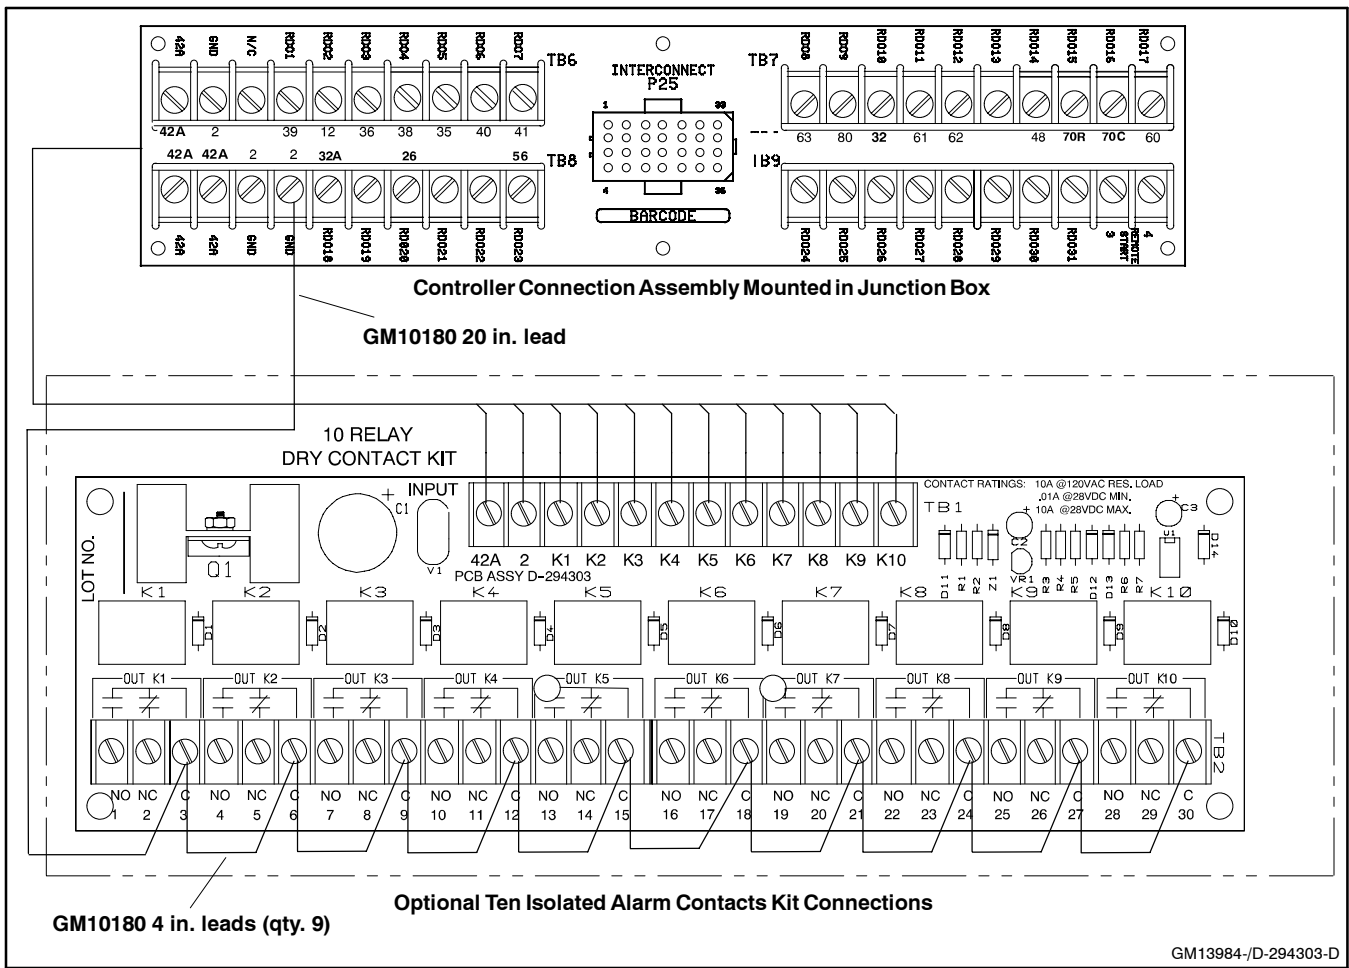 42A GND N/C RDO1 RDO2 RDO3 RDO4 RDO5 RDO6 RDO7
TB6
INTERCONNECT
P25
TB7
RDO8 RDO9 RDO10 RDO11 RDO12 RDO13 RDO14 RDO15 RDO16 RDO17
1 33
42A 2 39 12 36 38 35 40 41
63 80 32 61 62 48 70R 70C 60
42A 42A 2 2 32A 26 56
TB8
TB9
4 36
BARCODE
42A 42A GND GND RDO18 RDO19 RDO20 RDO21 RDO22 RDO23
RDO24 RDO25 RDO26 RDO27 RDO28 RDO29 RDO30 RDO31 3 REMOTE START 4
Controller Connection Assembly Mounted in Junction Box
GM10180 20 in. lead
10 RELAY
DRY CONTACT KIT
INPUT
LOT NO.
Q1
C1
V1
42A 2 K1 K2 K3 K4 K5 K6 K7 K8 K9 K10
PCB ASSY D-294303
TB1
CONTACT RATINGS: 10A @120VAC RES. LOAD
.01A @28VDC MIN.
10A @28VDC MAX.
C2 C3 U1 D14
D11 R1 R2 Z1 VR1 R3 R4 R5 D12 D13 R6 R7
K1 K2 K3 K4 K5 K6 K7 K8 K9 K10
D1 D2 D3 D4 D5 D6 D7 D8 D9 D10
OUT K1 OUT K2 OUT K3 OUT K4 OUT K5 OUT K6 OUT K7 OUT K8 OUT K9 OUT K10
TB2
NO NC C NO NC C NO NC C NO NC C NO NC C NO NC C NO NC C NO NC C NO NC C NO NC C
1 2 3 4 5 6 7 8 9 10 11 12 13 14 15 16 17 18 19 20 21 22 23 24 25 26 27 28 29 30
Optional Ten Isolated Alarm Contacts Kit Connections
GM10180 4 in. leads (qty. 9)
GM13984-/D-294303-D